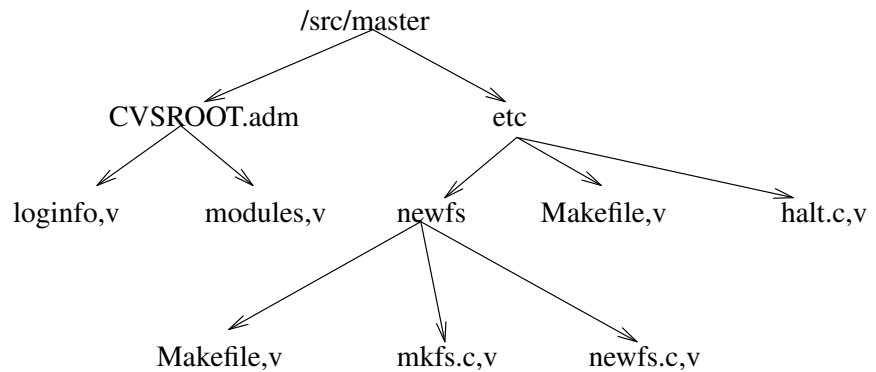 /src/master
CVSROOT.adm etc
loginfo,v modules,v newfs Makefile,v halt.c,v
Makefile,v mkfs.c,v newfs.c,v